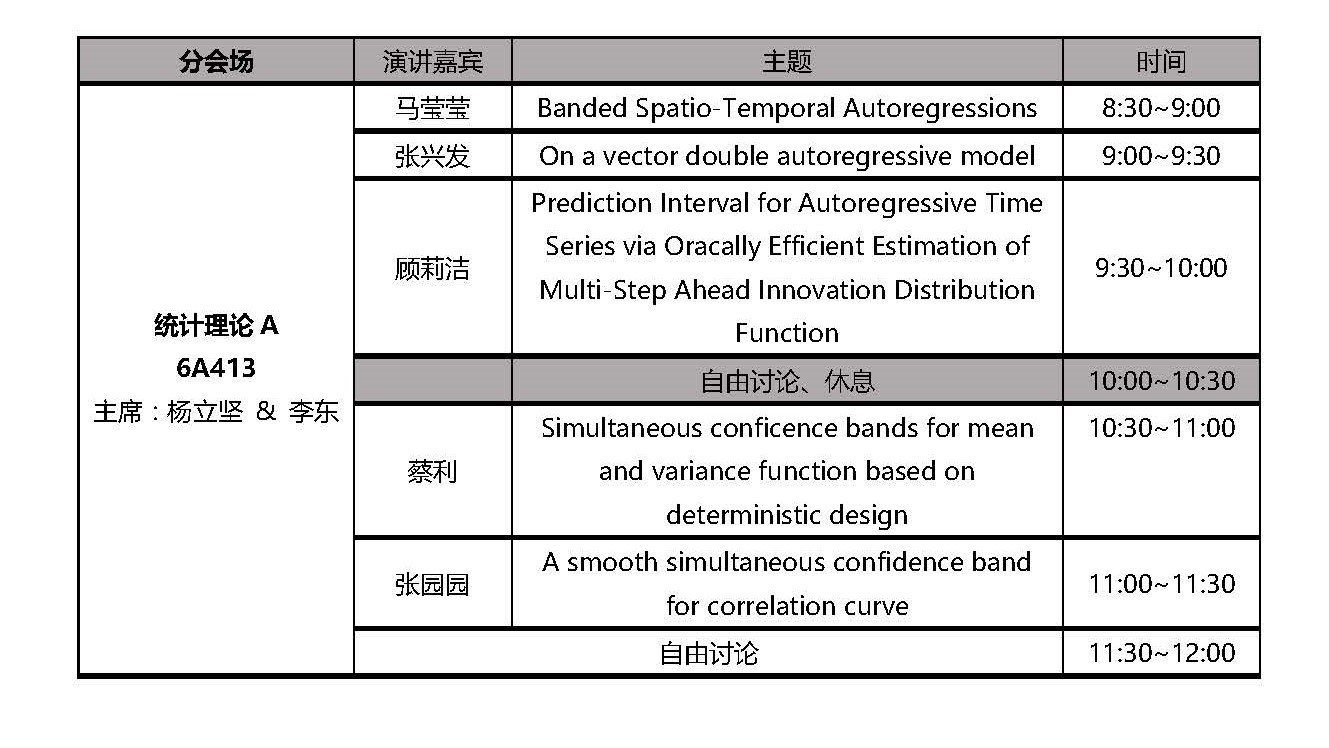 分会场 演讲嘉宾 主题 时间
统计理论 A
6A413
主席：杨立坚 & 李东
马莹莹 Banded Spatio-Temporal Autoregressions 8:30~9:00
张兴发 On a vector double autoregressive model 9:00~9:30
顾莉洁 Prediction Interval for Autoregressive Time
Series via Oracally Efficient Estimation of
Multi-Step Ahead Innovation Distribution
Function 9:30~10:00
自由讨论、休息 10:00~10:30
蔡利 Simultaneous conficence bands for mean
and variance function based on
deterministic design 10:30~11:00
张园园 A smooth simultaneous confidence band
for correlation curve 11:00~11:30
自由讨论 11:30~12:00